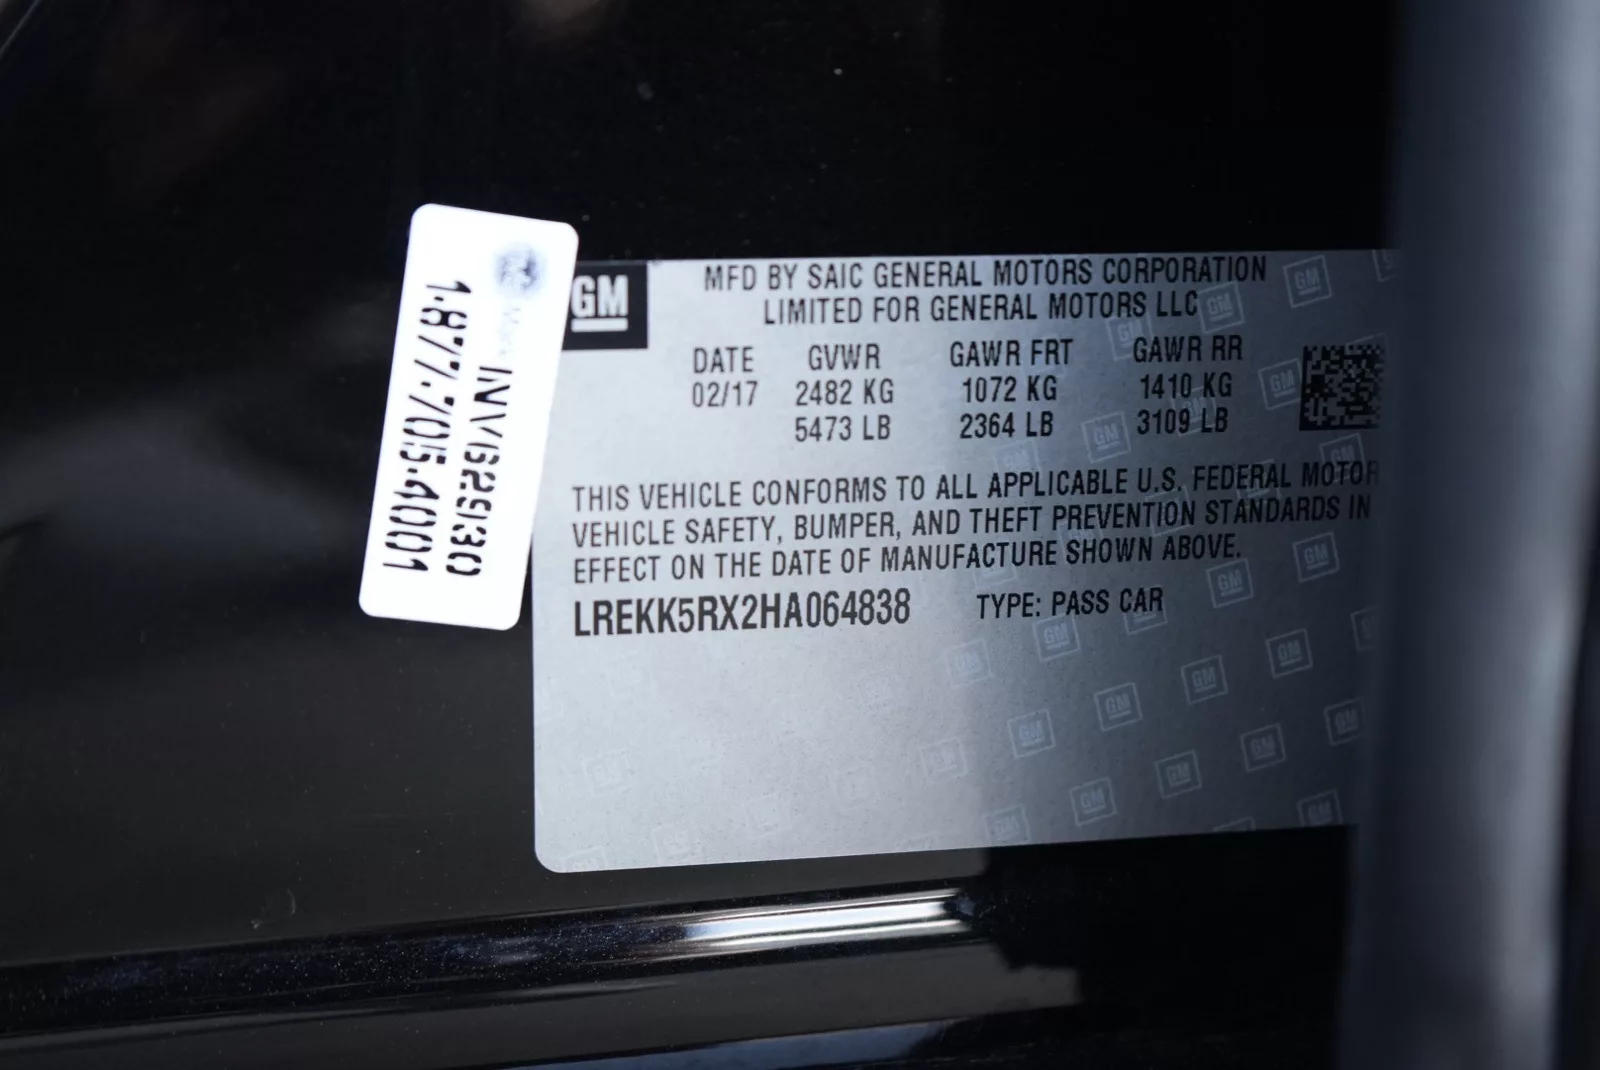 1.877.705.4001
INV629930
GM
MFD BY SAIC GENERAL MOTORS CORPORATION
LIMITED FOR GENERAL MOTORS LLC
DATE GVWR GAWR FRT GAWR RR
02/17 2482 KG 1072 KG 1410 KG
5473 LB 2364 LB 3109 LB
THIS VEHICLE CONFORMS TO ALL APPLICABLE U.S. FEDERAL MOTOR
VEHICLE SAFETY, BUMPER, AND THEFT PREVENTION STANDARDS IN
EFFECT ON THE DATE OF MANUFACTURE SHOWN ABOVE.
LREKK5RX2HA064838 TYPE: PASS CAR